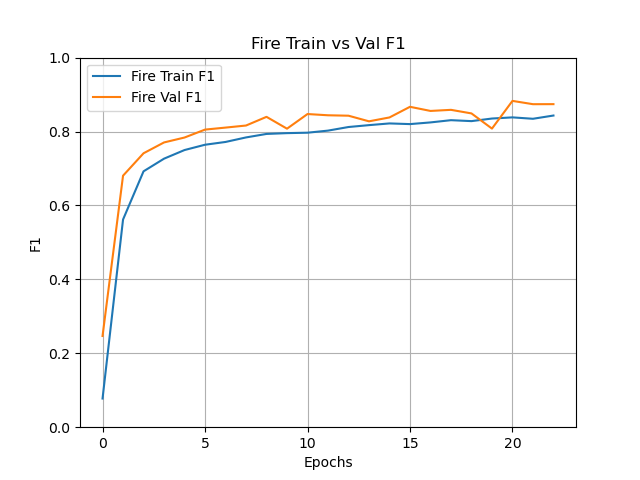 Fire Train vs Val F1
Fire Train F1
Fire Val F1
F1
1.0
0.8
0.6
0.4
0.2
0.0
0 5 10 15 20
Epochs